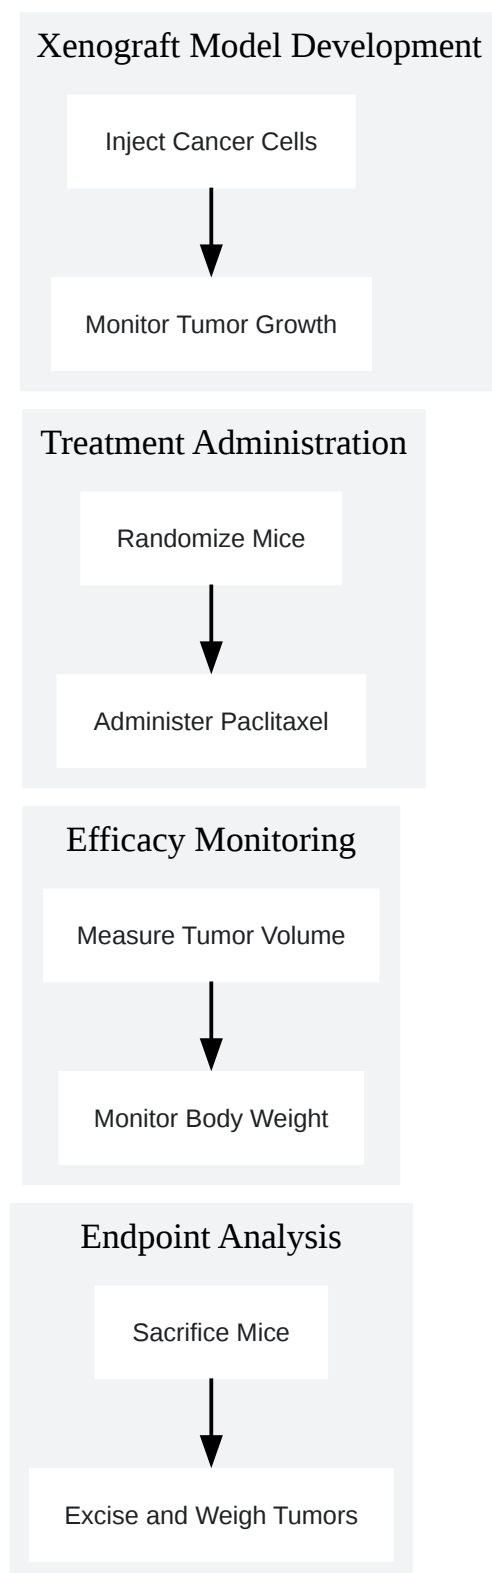 Xenograft Model Development
Inject Cancer Cells
Monitor Tumor Growth
Treatment Administration
Randomize Mice
Administer Paclitaxel
Efficacy Monitoring
Measure Tumor Volume
Monitor Body Weight
Endpoint Analysis
Sacrifice Mice
Excise and Weigh Tumors